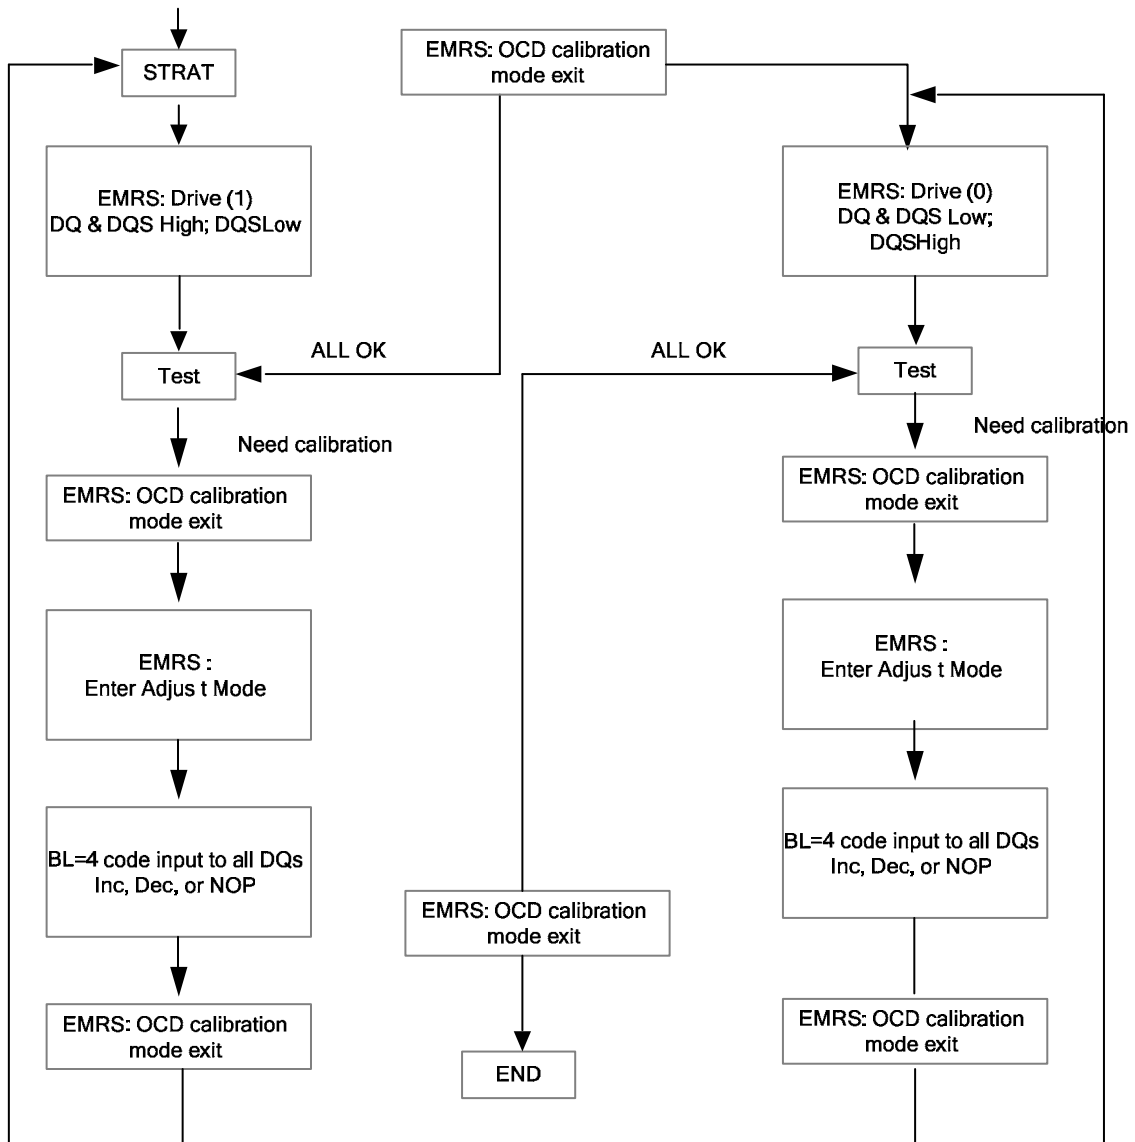 STRAT
EMRS: Drive (1)
DQ & DQS High; DQSLow
Test
ALL OK
Need calibration
EMRS: OCD calibration
mode exit
EMRS :
Enter Adjus t Mode
BL=4 code input to all DQs
Inc, Dec, or NOP
EMRS: OCD calibration
mode exit
EMRS: OCD calibration
mode exit
EMRS: Drive (0)
DQ & DQS Low;
DQSHigh
ALL OK
Test
Need calibration
EMRS: OCD calibration
mode exit
EMRS :
Enter Adjus t Mode
BL=4 code input to all DQs
Inc, Dec, or NOP
EMRS: OCD calibration
mode exit
EMRS: OCD calibration
mode exit
END